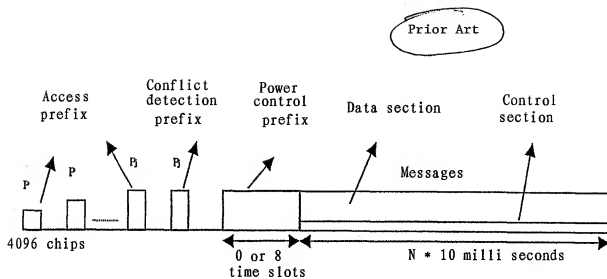 Prior Art
Access
prefix
Conflict
detection
prefix
Power
control
prefix
Data section
Control
section
Messages
P
P
Pj
Pj
4096 chips
0 or 8
time slots
N * 10 milli seconds